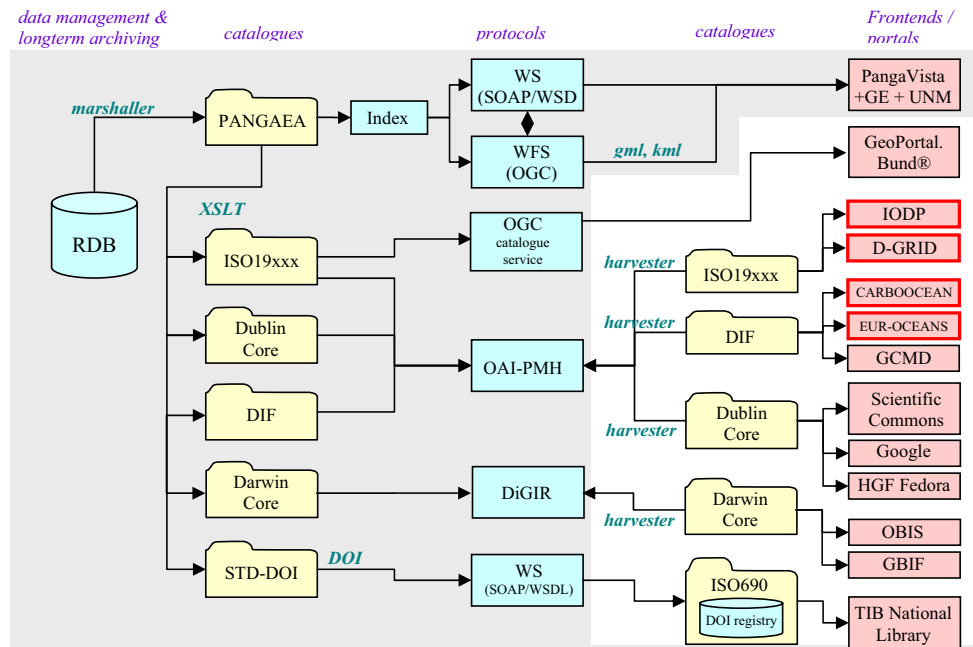 data management &
longterm archiving
catalogues
protocols
catalogues
Frontends /
portals
marshaller
PANGAEA
Index
WS
(SOAP/WSD
WFS
(OGC)
gml, kml
PangaVista
+GE + UNM
GeoPortal.
Bund®
RDB
XSLT
ISO19xxx
OGC
catalogue
service
harvester
ISO19xxx
IODP
D-GRID
Dublin
Core
harvester
DIF
CARBOOCEAN
EUR-OCEANS
GCMD
OAI-PMH
DIF
harvester
Dublin
Core
Scientific
Commons
Google
HGF Fedora
Darwin
Core
DiGIR
harvester
Darwin
Core
OBIS
GBIF
STD-DOI
DOI
WS
(SOAP/WSDL)
ISO690
DOI registry
TIB National
Library